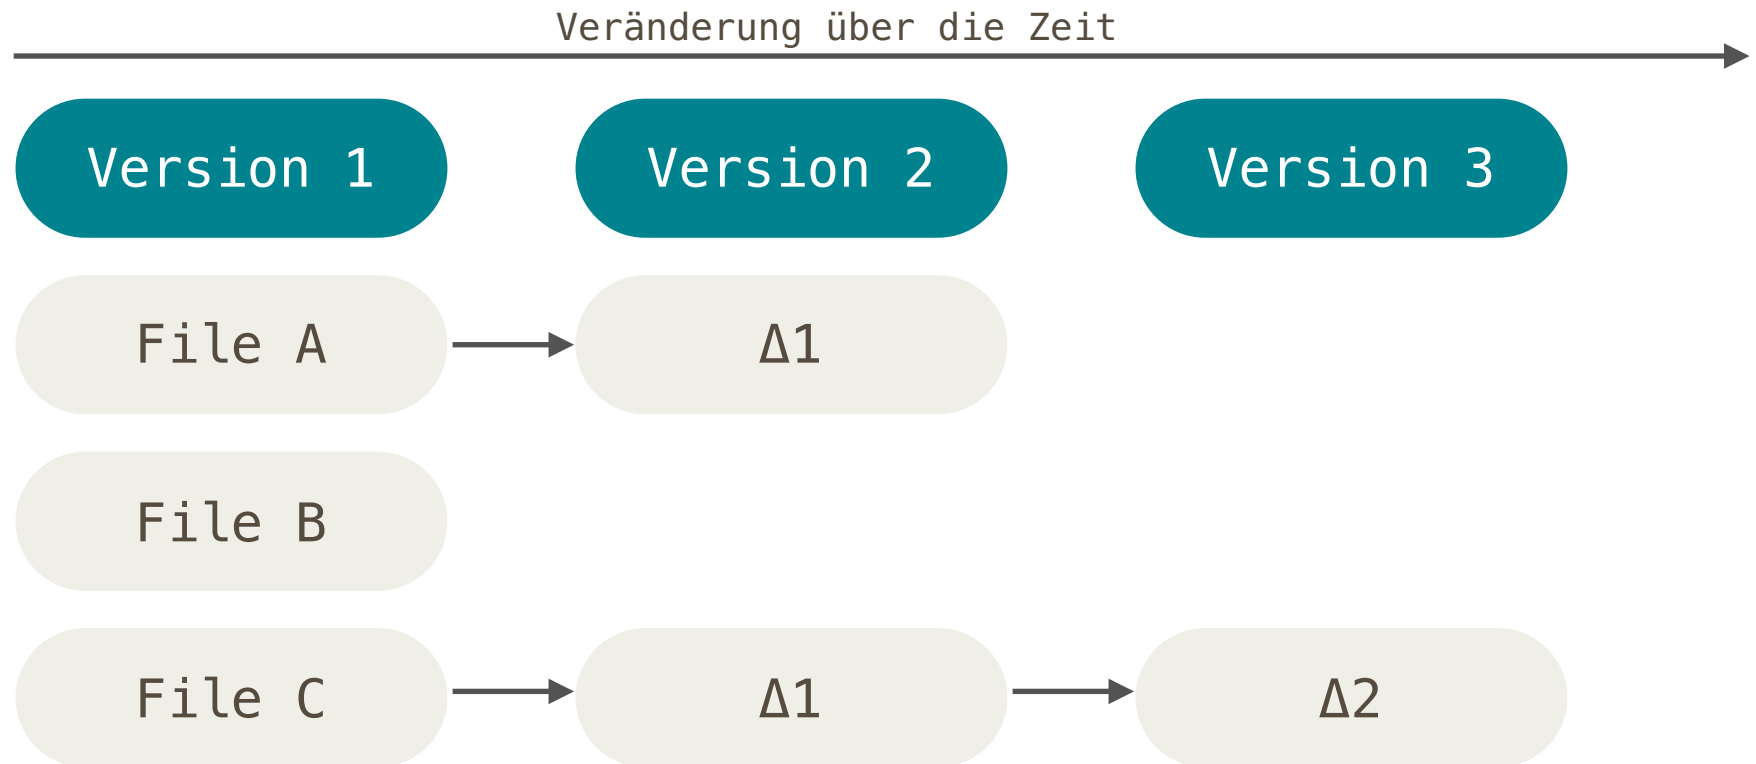 Veränderung über die Zeit
Version 1 Version 2 Version 3
File A Δ1
File B
File C Δ1 Δ2